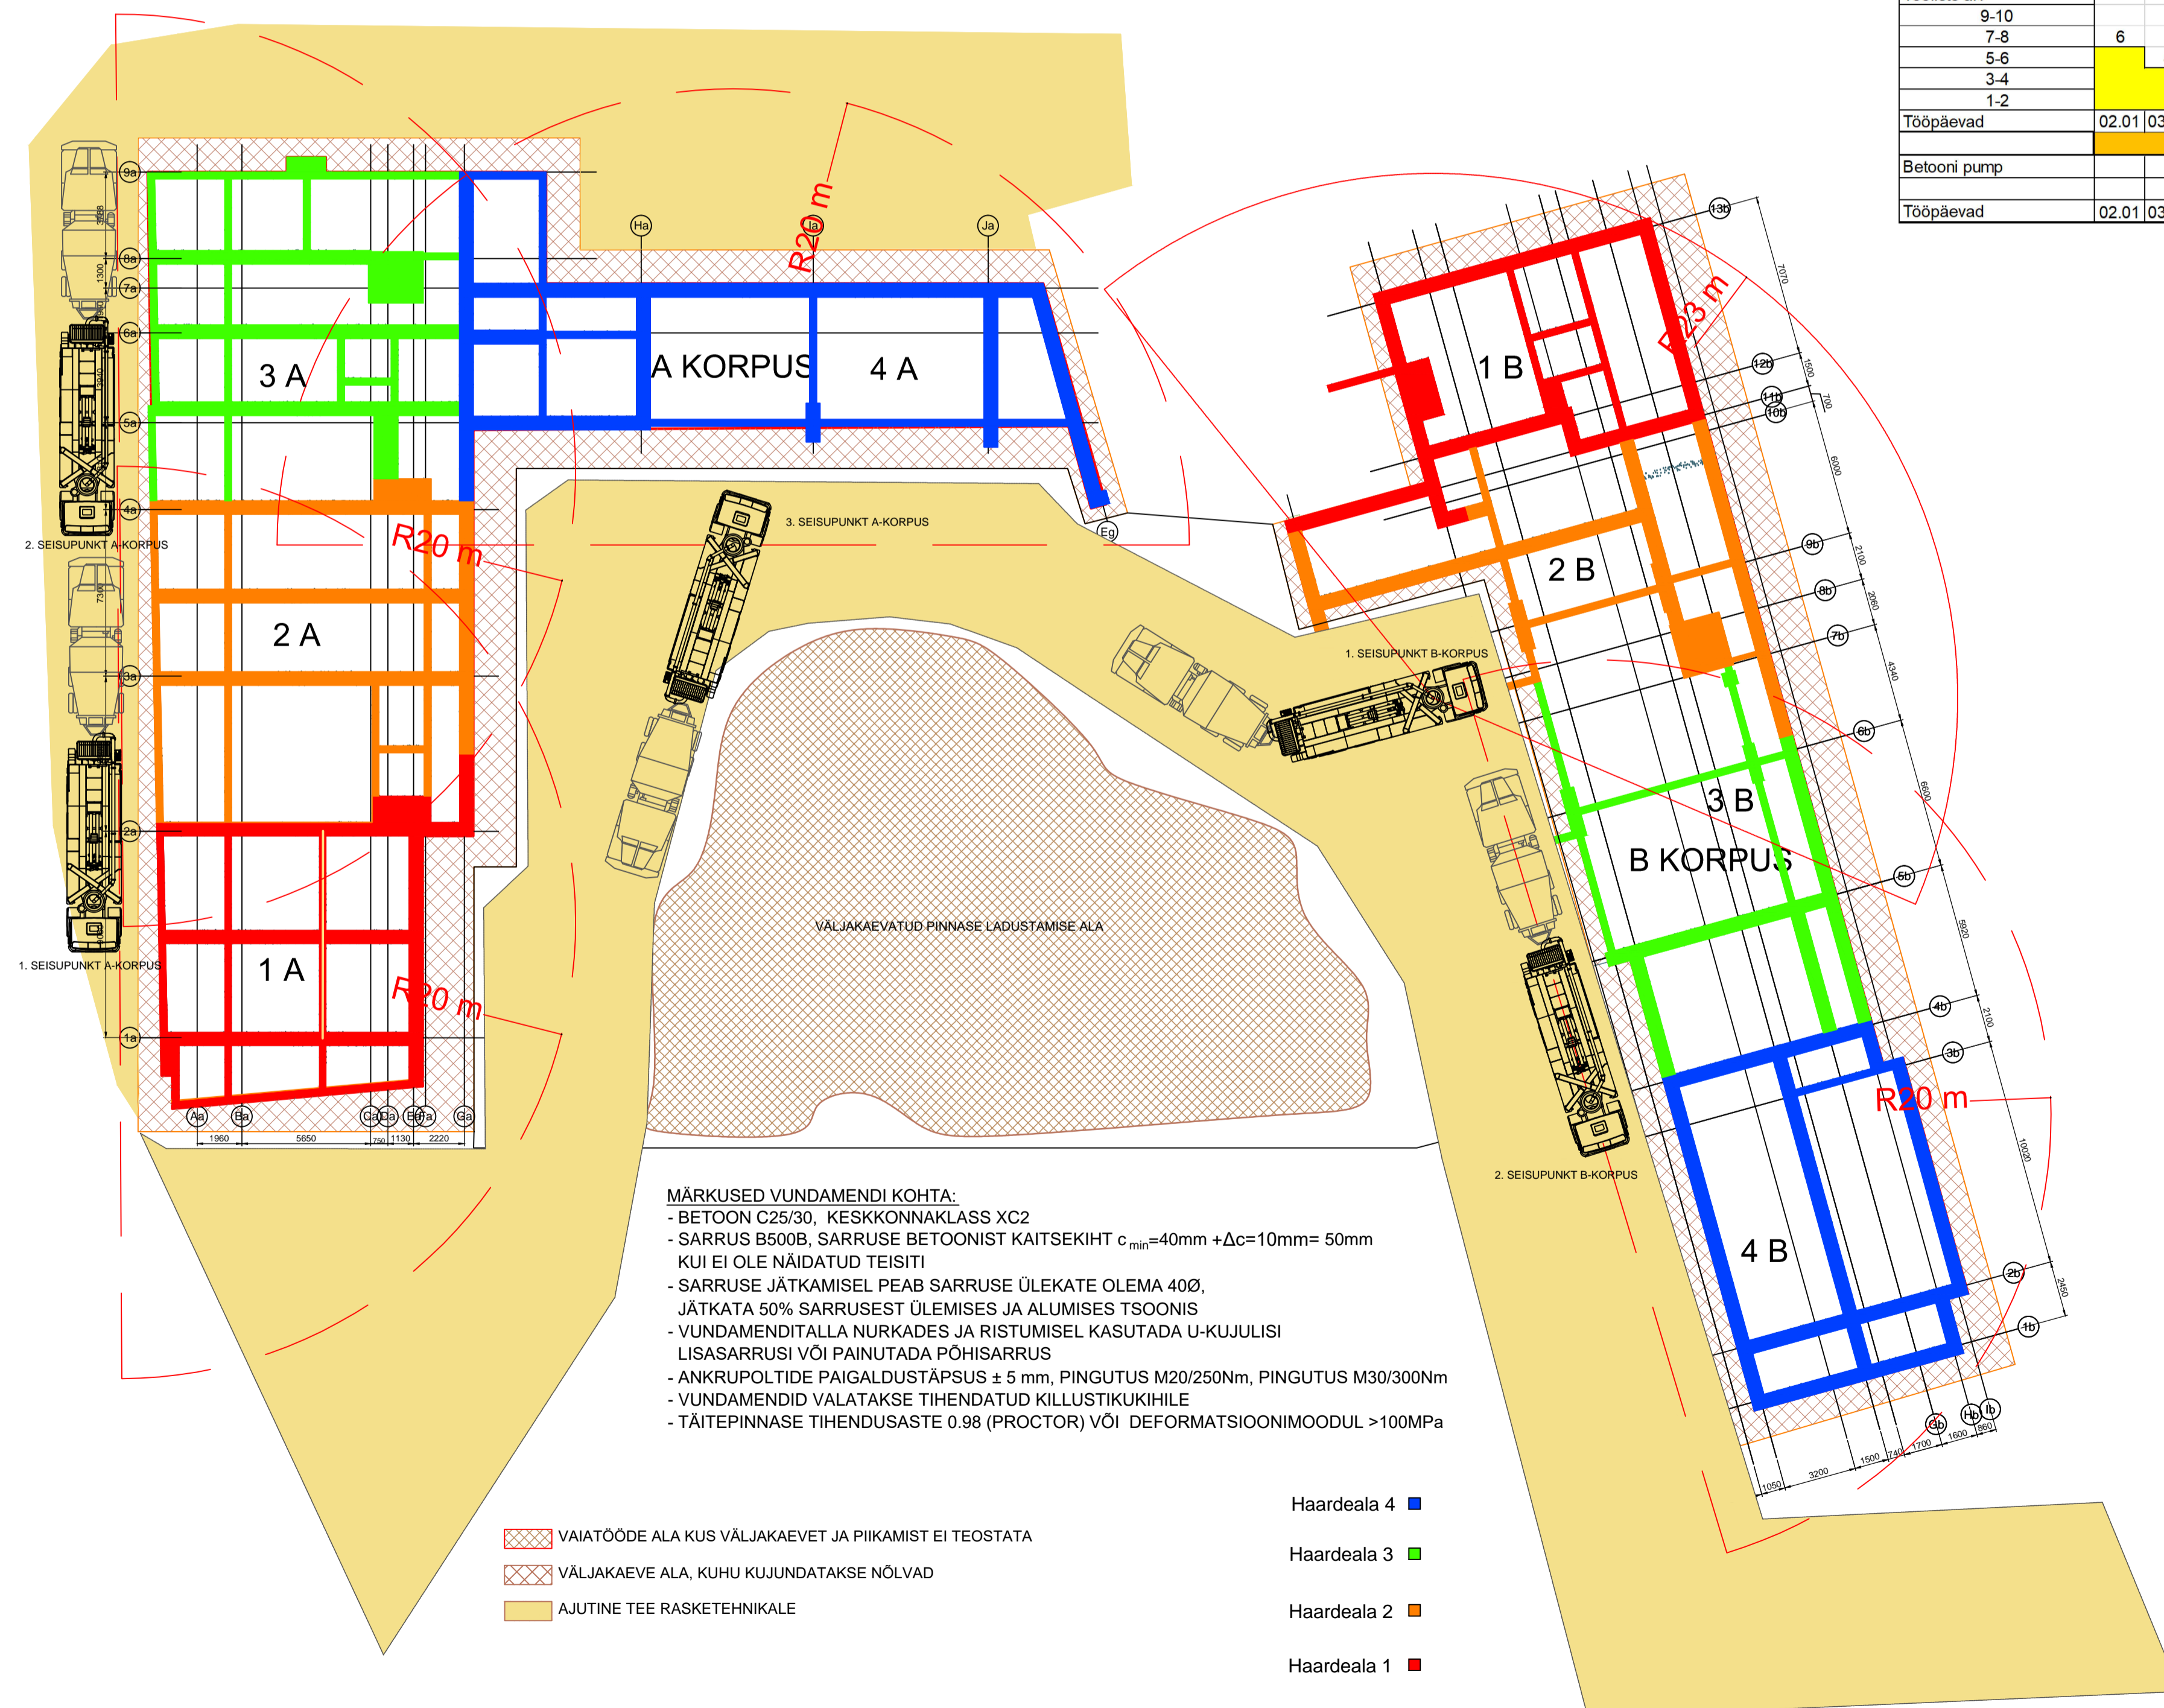 9-10
7-8 6
5-6
3-4
1-2
Tööpäevad 02.01 03
Betooni pump
Tööpäevad 02.01 03
9a
8a
7a
6a
5a
4a
3a
2a
1a
1300
7300
3 A
2 A
1 A
A KORPUS
4 A
Ha
Ja
Eg
R20 m
R20 m
R20 m
2. SEISUPUNKT A-KORPUS
1. SEISUPUNKT A-KORPUS
3. SEISUPUNKT A-KORPUS
Aa
Ba
Ca
Da
Fa
Ga
1960
5650
750
1130
2220
VÄLJAKAEVATUD PINNASE LADUSTAMISE ALA
1. SEISUPUNKT B-KORPUS
2. SEISUPUNKT B-KORPUS
1 B
2 B
3 B
B KORPUS
4 B
R23 m
R20 m
13b
12b
11b
10b
9b
8b
7b
6b
5b
4b
3b
2b
1b
7070
1500
700
6000
2100
2060
4340
6600
5920
2100
10020
2450
Gb
Hb
Ib
1050
3200
1500
740
1700
1600
860
MÄRKUSED VUNDAMENDI KOHTA:
- BETOON C25/30, KESKKONNAKLASS XC2
- SARRUS B500B, SARRUSE BETOONIST KAITSEKIHT c min=40mm +Δc=10mm= 50mm
KUI EI OLE NÄIDATUD TEISITI
- SARRUSE JÄTKAMISEL PEAB SARRUSE ÜLEKATE OLEMA 40Ø,
JÄTKATA 50% SARRUSEST ÜLEMISES JA ALUMISES TSOONIS
- VUNDAMENDITALLA NURKADES JA RISTUMISEL KASUTADA U-KUJULISI
LISASARRUSI VÕI PAINUTADA PÕHISARRUS
- ANKRUPOLTIDE PAIGALDUSTÄPSUS ± 5 mm, PINGUTUS M20/250Nm, PINGUTUS M30/300Nm
- VUNDAMENDID VALATAKSE TIHENDATUD KILLUSTIKUKIHILE
- TÄITEPINNASE TIHENDUSASTE 0.98 (PROCTOR) VÕI DEFORMATSIOONIMOODUL >100MPa
VAIATÖÖDE ALA KUS VÄLJAKAEVET JA PIIKAMIST EI TEOSTATA
VÄLJAKAEVE ALA, KUHU KUJUNDATAKSE NÕLVAD
AJUTINE TEE RASKETEHNIKALE
Haardeala 4
Haardeala 3
Haardeala 2
Haardeala 1